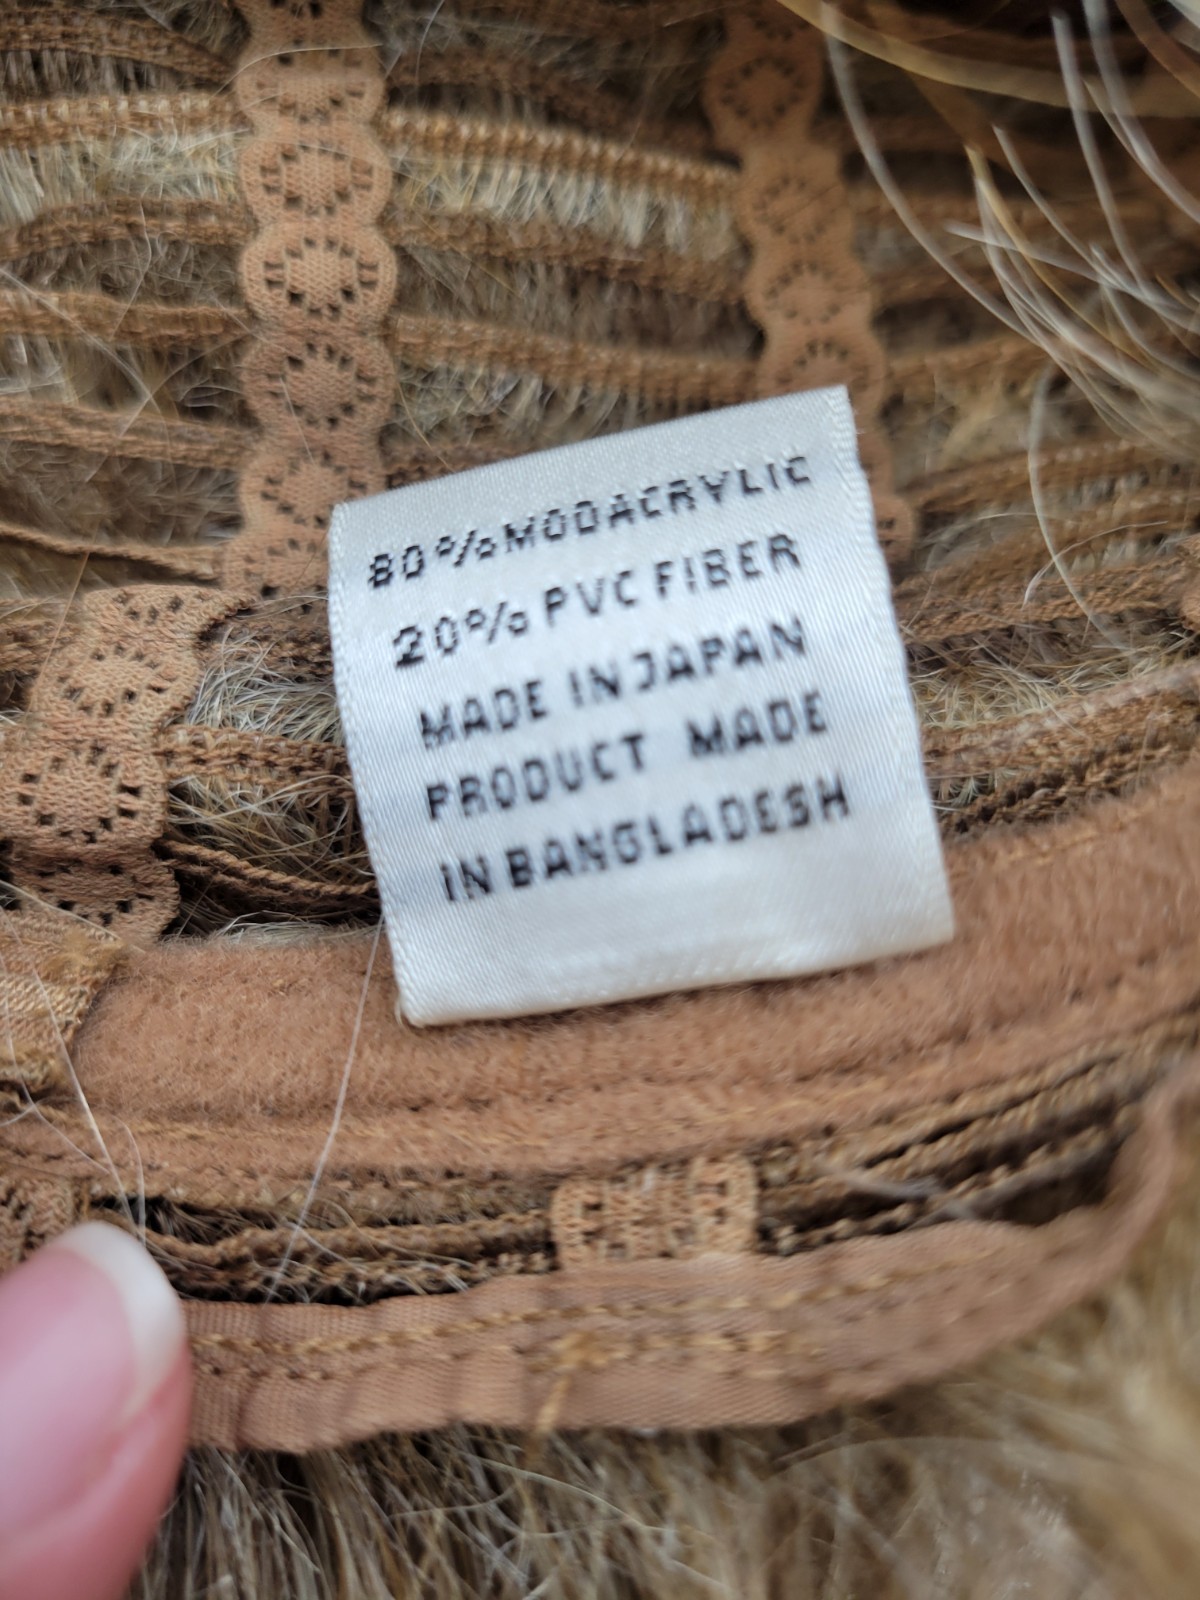 80% MODACRYLIC
20% PVC FIBER
MADE IN JAPAN
PRODUCT MADE
IN BANGLADESH